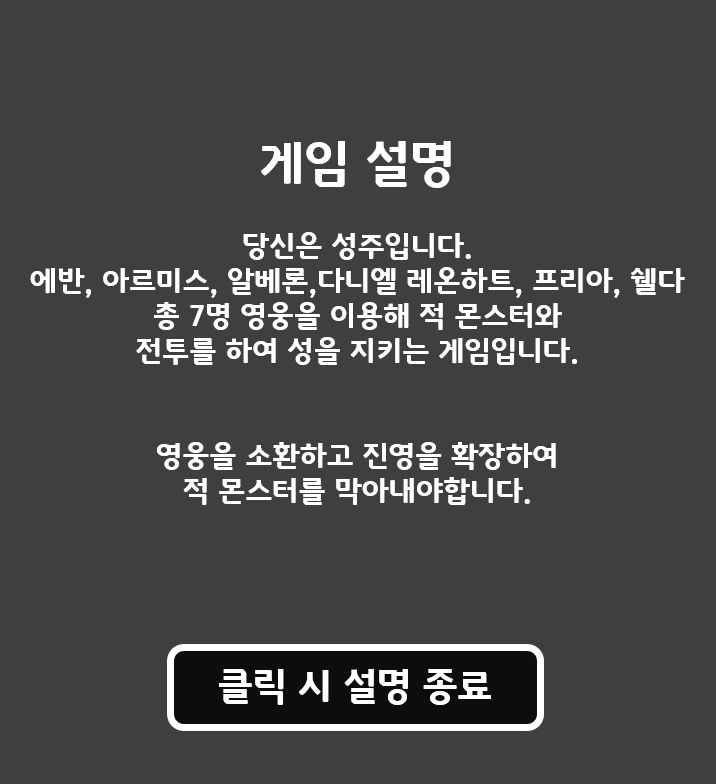 게임 설명
당신은 성주입니다.
에반, 아르미스, 알베론,다니엘 레온하트, 프리아, 쉘다
총 7명 영웅을 이용해 적 몬스터와
전투를 하여 성을 지키는 게임입니다.
영웅을 소환하고 진영을 확장하여
적 몬스터를 막아내야합니다.
클릭 시 설명 종료